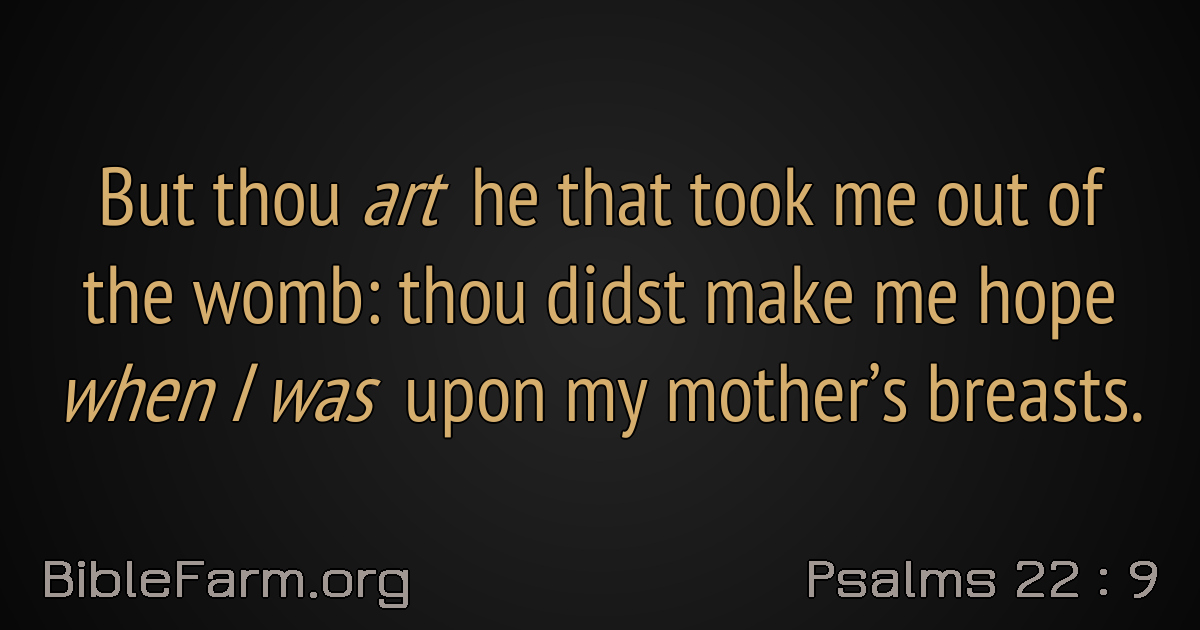 But thou art he that took me out of
the womb: thou didst make me hope
when I was upon my mother’s breasts.
BibleFarm.org
Psalms 22 : 9